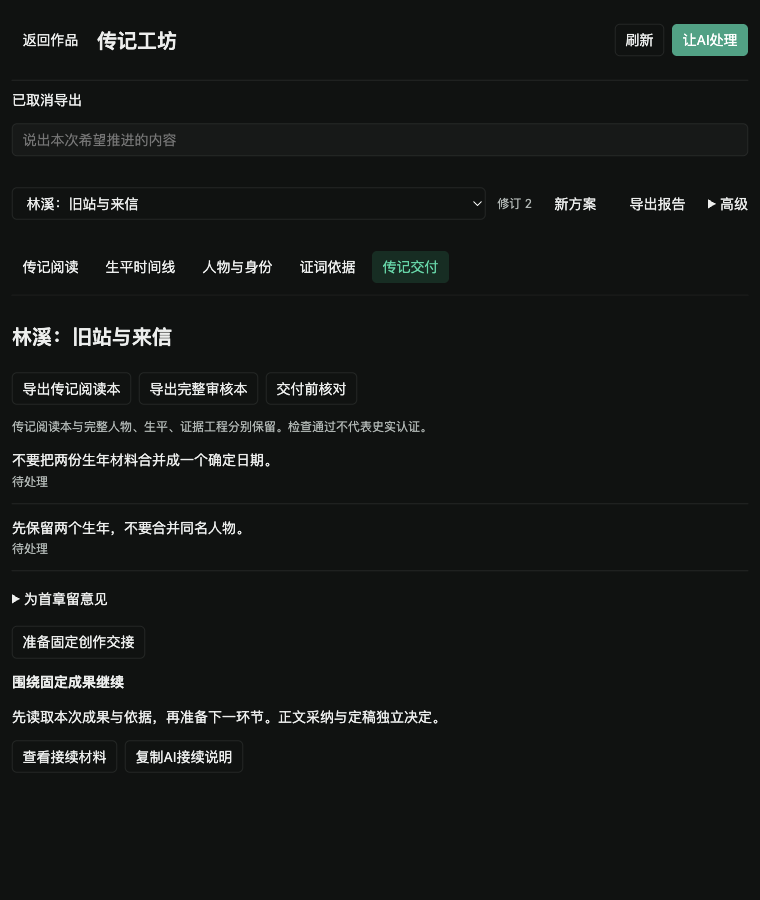 返回作品 传记工坊 刷新 让AI处理
已取消导出
说出本次希望推进的内容
林溪：旧站与来信 修订 2 新方案 导出报告 ▶ 高级
传记阅读 生平时间线 人物与身份 证词依据 传记交付
林溪：旧站与来信
导出传记阅读本 导出完整审核本 交付前核对
传记阅读本与完整人物、生平、证据工程分别保留。检查通过不代表史实认证。
不要把两份生年材料合并成一个确定日期。
待处理
先保留两个生年，不要合并同名人物。
待处理
▶ 为首章留意见
准备固定创作交接
围绕固定成果继续
先读取本次成果与依据，再准备下一环节。正文采纳与定稿独立决定。
查看接续材料 复制AI接续说明